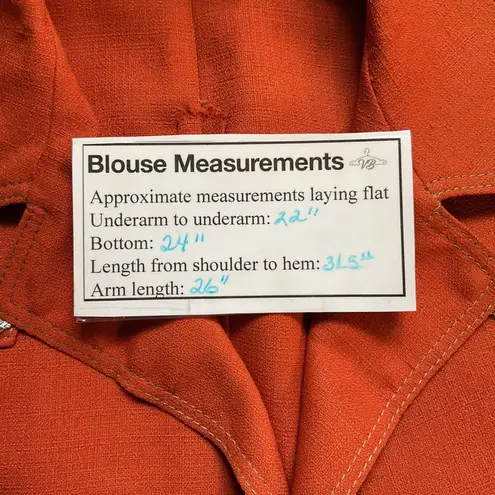 Blouse Measurements VB
Approximate measurements laying flat
Underarm to underarm: 22"
Bottom: 24"
Length from shoulder to hem: 31.5"
Arm length: 26"